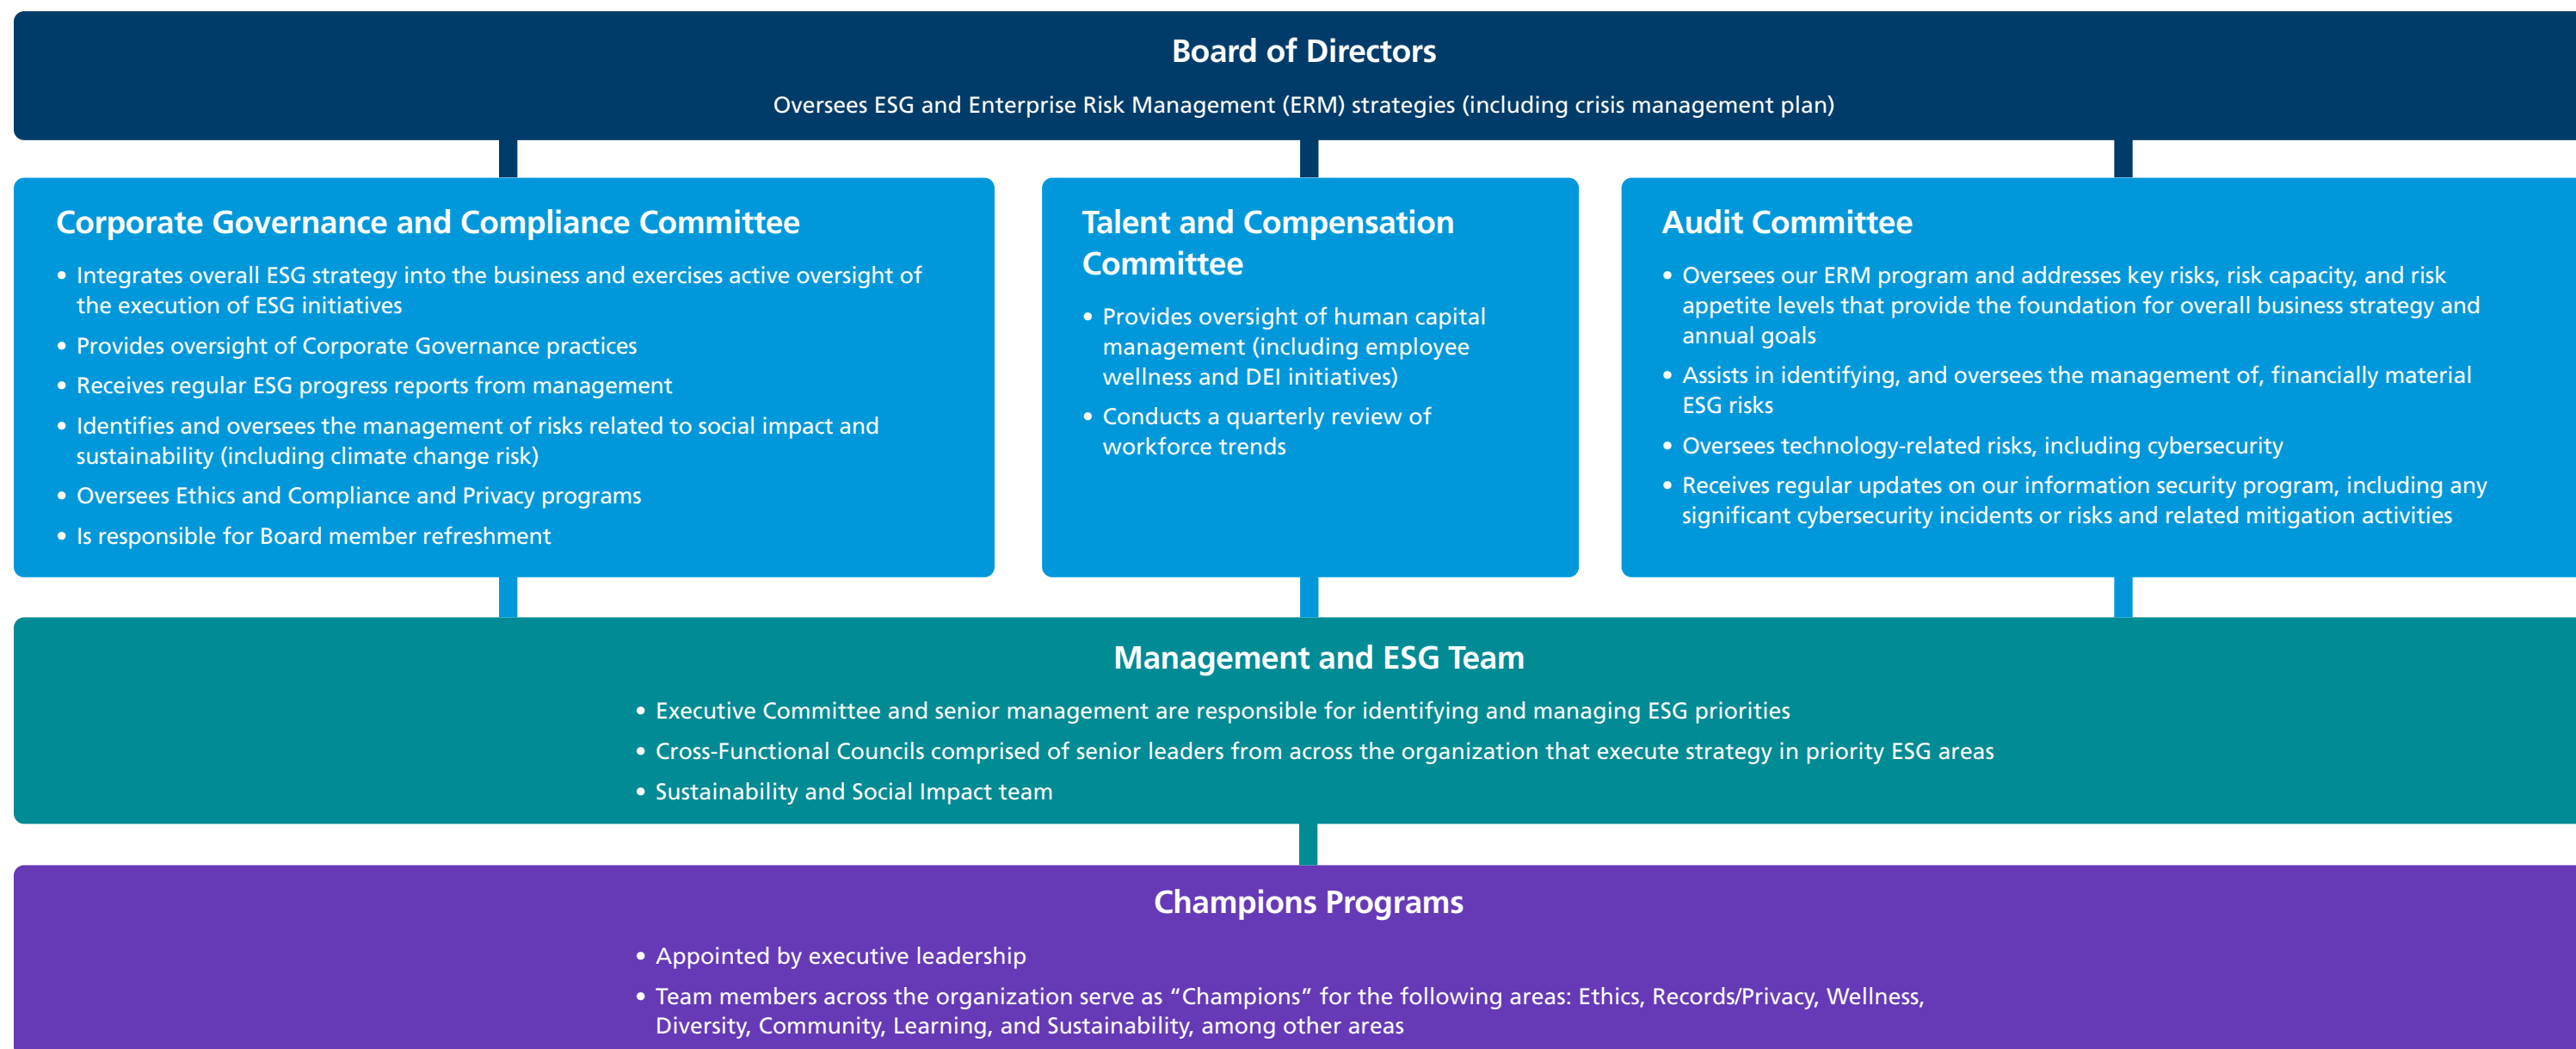 Board of Directors
Oversees ESG and Enterprise Risk Management (ERM) strategies (including crisis management plan)
Corporate Governance and Compliance Committee
• Integrates overall ESG strategy into the business and exercises active oversight of
the execution of ESG initiatives
• Provides oversight of Corporate Governance practices
• Receives regular ESG progress reports from management
• Identifies and oversees the management of risks related to social impact and
sustainability (including climate change risk)
• Oversees Ethics and Compliance and Privacy programs
• Is responsible for Board member refreshment
Talent and Compensation
Committee
• Provides oversight of human capital
management (including employee
wellness and DEI initiatives)
• Conducts a quarterly review of
workforce trends
Audit Committee
• Oversees our ERM program and addresses key risks, risk capacity, and risk
appetite levels that provide the foundation for overall business strategy and
annual goals
• Assists in identifying, and oversees the management of, financially material
ESG risks
• Oversees technology-related risks, including cybersecurity
• Receives regular updates on our information security program, including any
significant cybersecurity incidents or risks and related mitigation activities
Management and ESG Team
• Executive Committee and senior management are responsible for identifying and managing ESG priorities
• Cross-Functional Councils comprised of senior leaders from across the organization that execute strategy in priority ESG areas
• Sustainability and Social Impact team
Champions Programs
• Appointed by executive leadership
• Team members across the organization serve as “Champions” for the following areas: Ethics, Records/Privacy, Wellness,
Diversity, Community, Learning, and Sustainability, among other areas